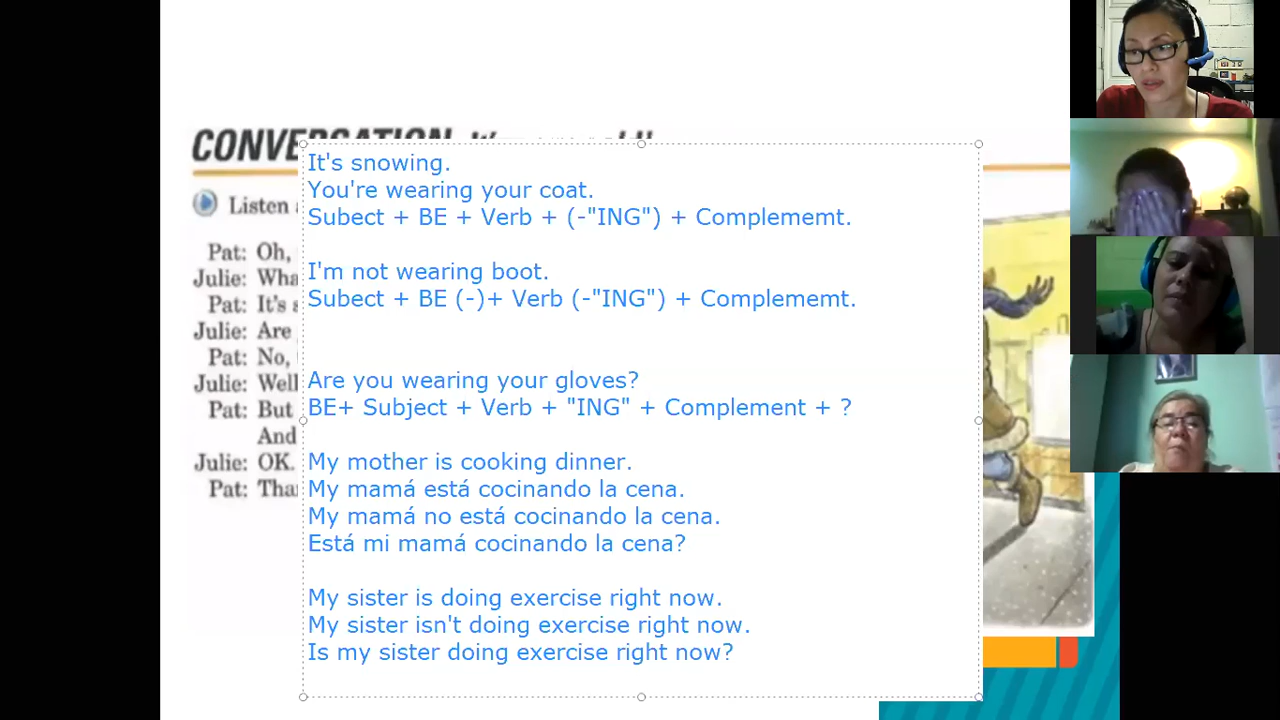 CONVERSATION
It's snowing.
You're wearing your coat.
Subect + BE + Verb + (-"ING") + Complememt.
Listen
I'm not wearing boot.
Subect + BE (-)+ Verb (-"ING") + Complememt.
Are you wearing your gloves?
BE+ Subject + Verb + "ING" + Complement + ?
My mother is cooking dinner.
My mamá está cocinando la cena.
My mamá no está cocinando la cena.
Está mi mamá cocinando la cena?
My sister is doing exercise right now.
My sister isn't doing exercise right now.
Is my sister doing exercise right now?
Pat: Oh,
Julie:
Pat: It's
Julie: Are
Pat: No,
Julie: Well
Pat: But
And
Julie: OK.
Pat: